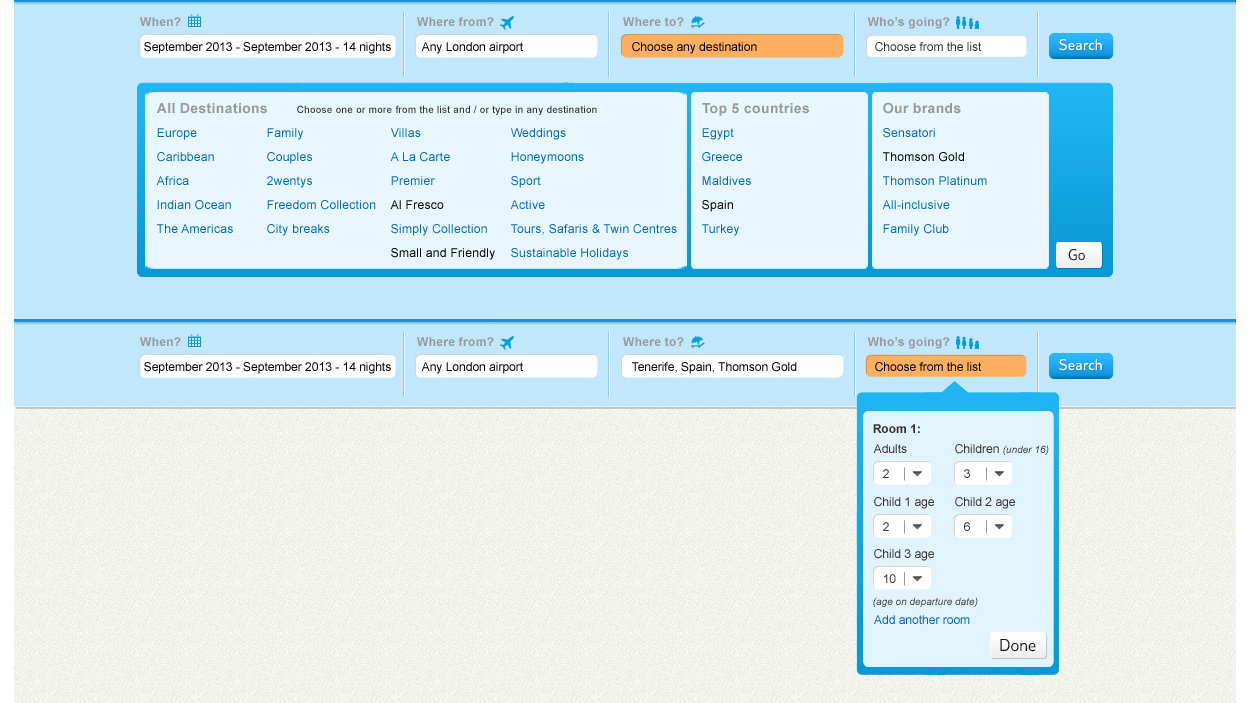 When? Where from? Where to? Who's going?
September 2013 - September 2013 - 14 nights Any London airport Choose any destination Choose from the list Search
All Destinations Choose one or more from the list and / or type in any destination Top 5 countries Our brands
Europe Family Villas Weddings Egypt Sensatori
Caribbean Couples A La Carte Honeymoons Greece Thomson Gold
Africa 2wentys Premier Sport Maldives Thomson Platinum
Indian Ocean Freedom Collection Al Fresco Active Spain All-inclusive
The Americas City breaks Simply Collection Tours, Safaris & Twin Centres Turkey Family Club
Small and Friendly Sustainable Holidays Go
When? Where from? Where to? Who's going?
September 2013 - September 2013 - 14 nights Any London airport Tenerife, Spain, Thomson Gold Choose from the list Search
Room 1:
Adults Children (under 16)
2 3
Child 1 age Child 2 age
2 6
Child 3 age
10
(age on departure date)
Add another room
Done